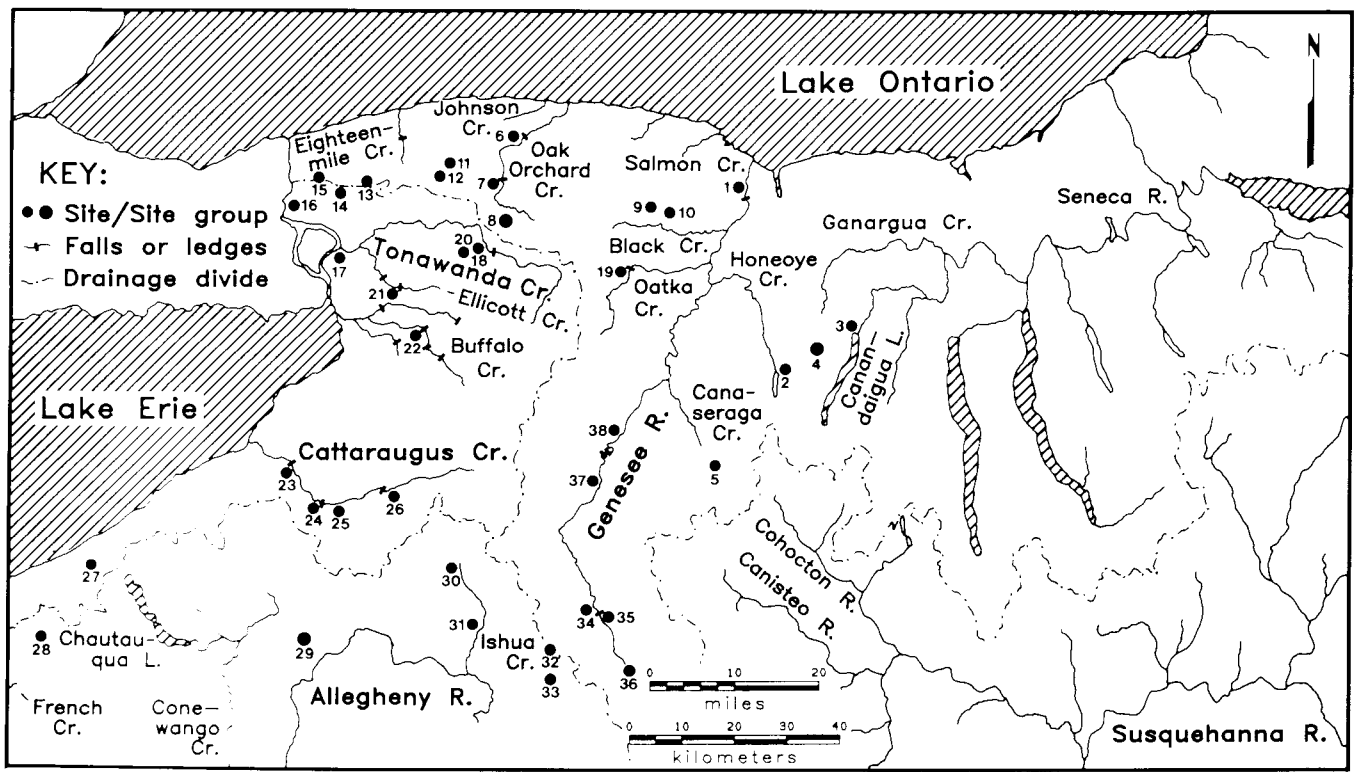 N
Lake Ontario
Johnson
Cr.
6
Eighteen-
mile Cr.
Oak
Orchard
Cr.
Salmon Cr.
KEY:
Site/Site group
Falls or ledges
Drainage divide
11
12
7
15
14
13
16
1
9
10
8
Seneca R.
Ganargua Cr.
Black Cr.
Honeoye
Cr.
20
18
17
Tonawanda Cr.
19
Oatka
Cr.
21
Ellicott Cr.
22
Buffalo
Cr.
3
4
2
Canan-
daigua L.
Lake Erie
Cana-
seraga
Cr.
5
38
37
Genesee R.
Cattaraugus Cr.
23
24
25
26
27
30
31
Cohocton R.
Canisteo R.
34
35
28
Chautau-
qua L.
29
Ishua
Cr.
32
33
36
0 10 20
miles
Allegheny R.
French
Cr.
Cone-
wango
Cr.
0 10 20 30 40
kilometers
Susquehanna R.